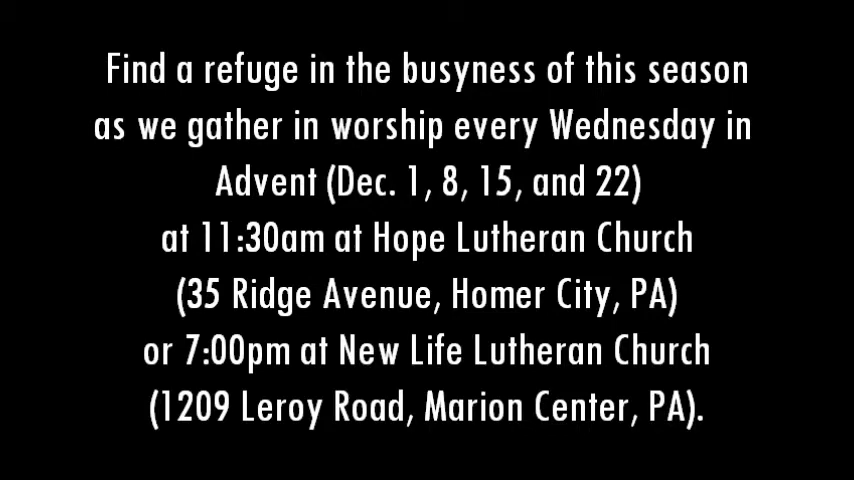 Find a refuge in the busyness of this season
as we gather in worship every Wednesday in
Advent (Dec. 1, 8, 15, and 22)
at 11:30am at Hope Lutheran Church
(35 Ridge Avenue, Homer City, PA)
or 7:00pm at New Life Lutheran Church
(1209 Leroy Road, Marion Center, PA).